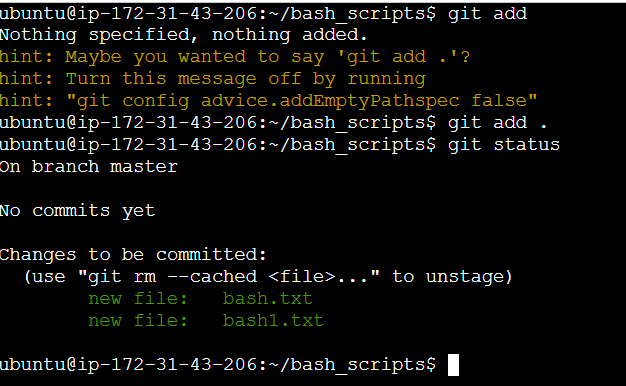 ubuntu@ip-172-31-43-206:~/bash_scripts$ git add
Nothing specified, nothing added.
hint: Maybe you wanted to say 'git add .'?
hint: Turn this message off by running
hint: "git config advice.addEmptyPathspec false"
ubuntu@ip-172-31-43-206:~/bash_scripts$ git add .
ubuntu@ip-172-31-43-206:~/bash_scripts$ git status
On branch master
No commits yet
Changes to be committed:
  (use "git rm --cached <file>..." to unstage)
        new file:   bash.txt
        new file:   bash1.txt
ubuntu@ip-172-31-43-206:~/bash_scripts$